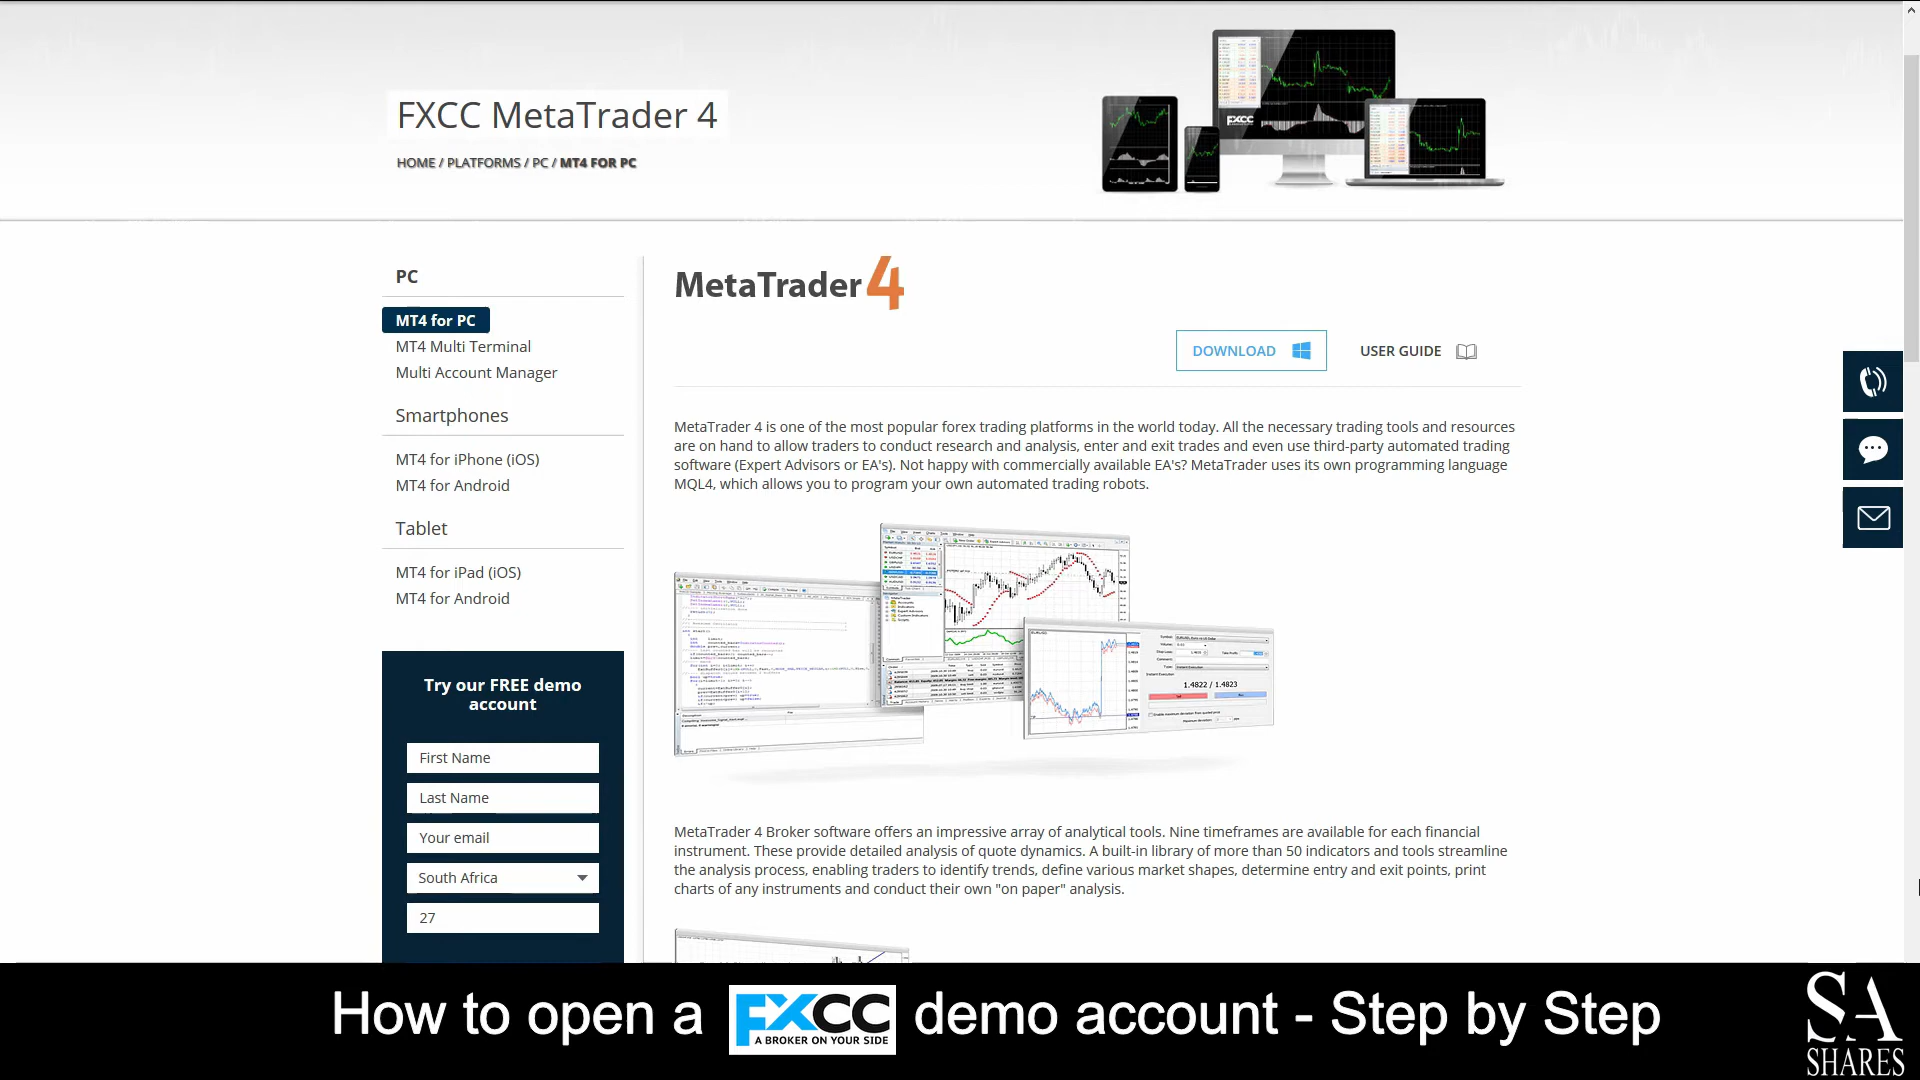 FXCC MetaTrader 4
HOME / PLATFORMS / PC / MT4 FOR PC
FXCC
PC
MT4 for PC
MT4 Multi Terminal
Multi Account Manager
Smartphones
MT4 for iPhone (iOS)
MT4 for Android
Tablet
MT4 for iPad (iOS)
MT4 for Android
Try our FREE demo
account
First Name
Last Name
Your email
South Africa
27
MetaTrader 4
DOWNLOAD
USER GUIDE
MetaTrader 4 is one of the most popular forex trading platforms in the world today. All the necessary trading tools and resources
are on hand to allow traders to conduct research and analysis, enter and exit trades and even use third-party automated trading
software (Expert Advisors or EA's). Not happy with commercially available EA's? MetaTrader uses its own programming language
MQL4, which allows you to program your own automated trading robots.
1.4822 / 1.4823
MetaTrader 4 Broker software offers an impressive array of analytical tools. Nine timeframes are available for each financial
instrument. These provide detailed analysis of quote dynamics. A built-in library of more than 50 indicators and tools streamline
the analysis process, enabling traders to identify trends, define various market shapes, determine entry and exit points, print
charts of any instruments and conduct their own "on paper" analysis.
How to open a FXCC demo account - Step by Step
A BROKER ON YOUR SIDE
SA
SHARES